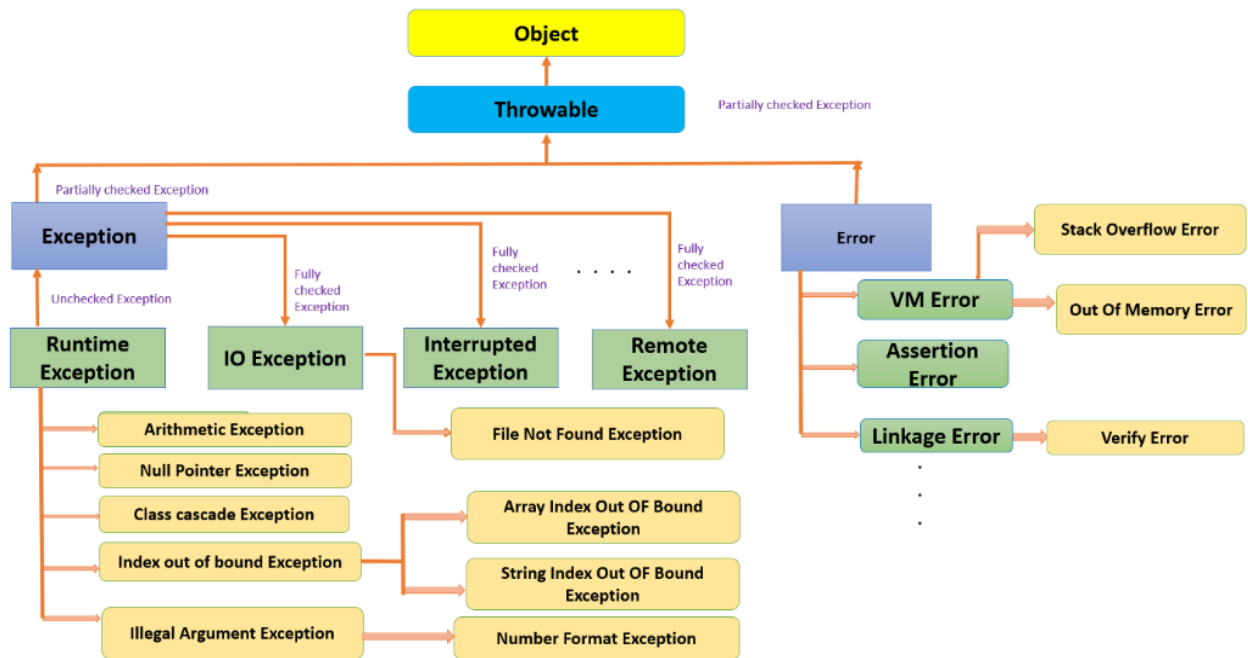 Object
Throwable
Partially checked Exception
Partially checked Exception
Exception
Error
Stack Overflow Error
Fully
checked
Exception
Fully
checked
Exception
. . . .
Fully
checked
Exception
Unchecked Exception
VM Error
Out Of Memory Error
Runtime
Exception
IO Exception
Interrupted
Exception
Remote
Exception
Assertion
Error
Arithmetic Exception
File Not Found Exception
Linkage Error
Verify Error
Null Pointer Exception
Class cascade Exception
Array Index Out OF Bound
Exception
Index out of bound Exception
String Index Out OF Bound
Exception
Illegal Argument Exception
Number Format Exception